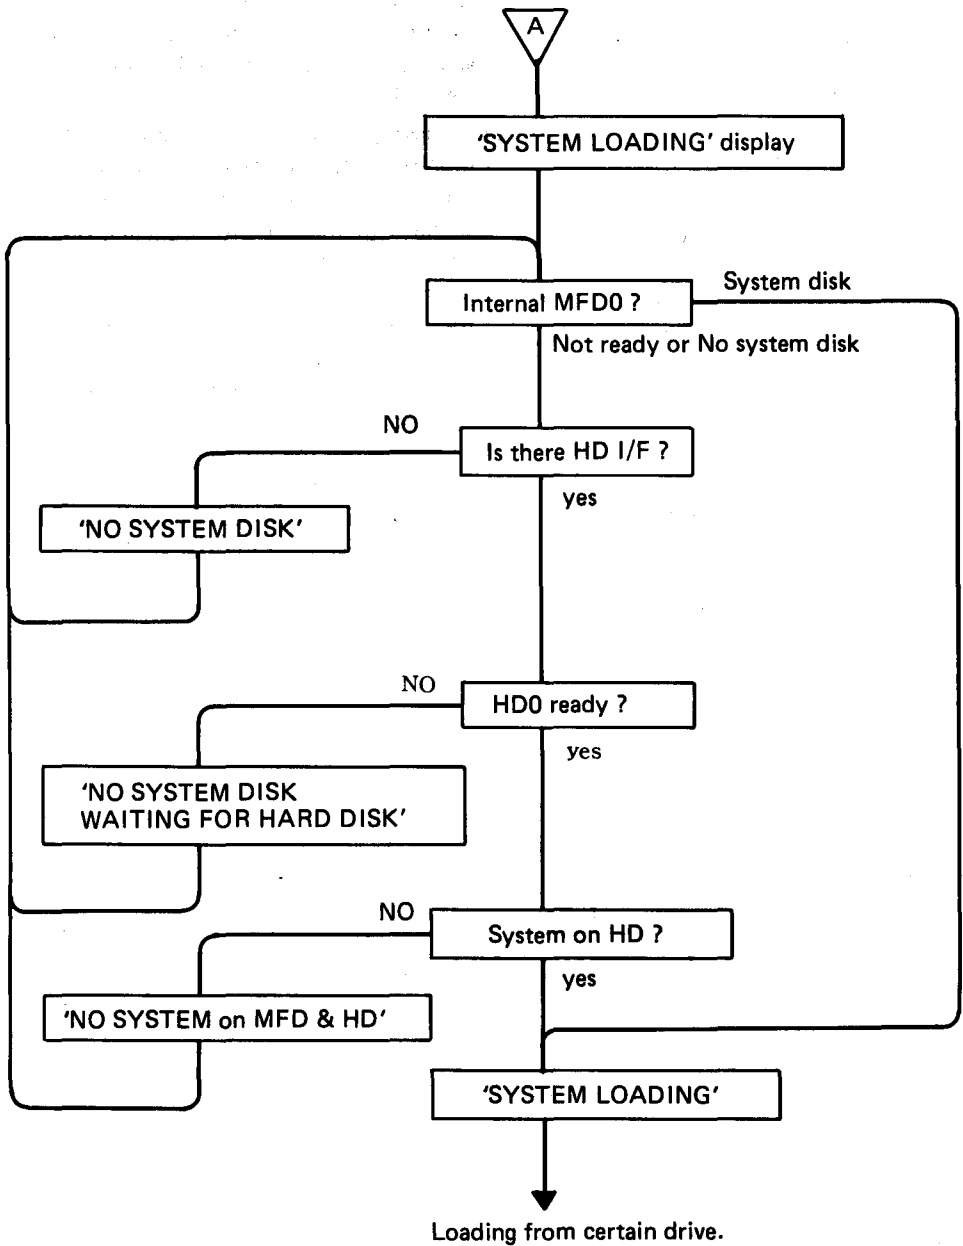 A
‘SYSTEM LOADING’ display
System disk
Internal MFD0 ?
Not ready or No system disk
NO
Is there HD I/F ?
yes
‘NO SYSTEM DISK’
NO
HD0 ready ?
yes
‘NO SYSTEM DISK
WAITING FOR HARD DISK’
NO
System on HD ?
yes
‘NO SYSTEM on MFD & HD’
‘SYSTEM LOADING’
Loading from certain drive.